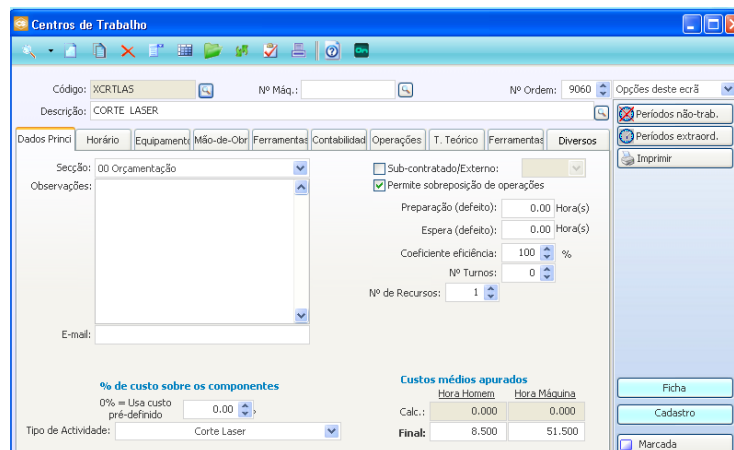 Centros de Trabalho
Código: XCRTLAS Nº Máq.: Nº Ordem: 9060 Opções deste ecrã
Descrição: CORTE LASER Períodos não-trab.
Dados Princi Horário Equipament Mão-de-Obr Ferramentas Contabilidad Operações T. Teórico Ferramentas Diversos Períodos extraord.
Secção: 00 Orçamentação Sub-contratado/Externo: Imprimir
Observações: Permite sobreposição de operações
Preparação (defeito): 0.00 Hora(s)
Espera (defeito): 0.00 Hora(s)
Coeficiente eficiência: 100 %
Nº Turnos: 0
Nº de Recursos: 1
E-mail:
% de custo sobre os componentes Custos médios apurados Ficha
0% = Usa custo pré-definido 0.00 Hora Homem Hora Máquina
Calc.: 0.000 0.000 Cadastro
Tipo de Actividade: Corte Laser Final: 8.500 51.500
Marcada